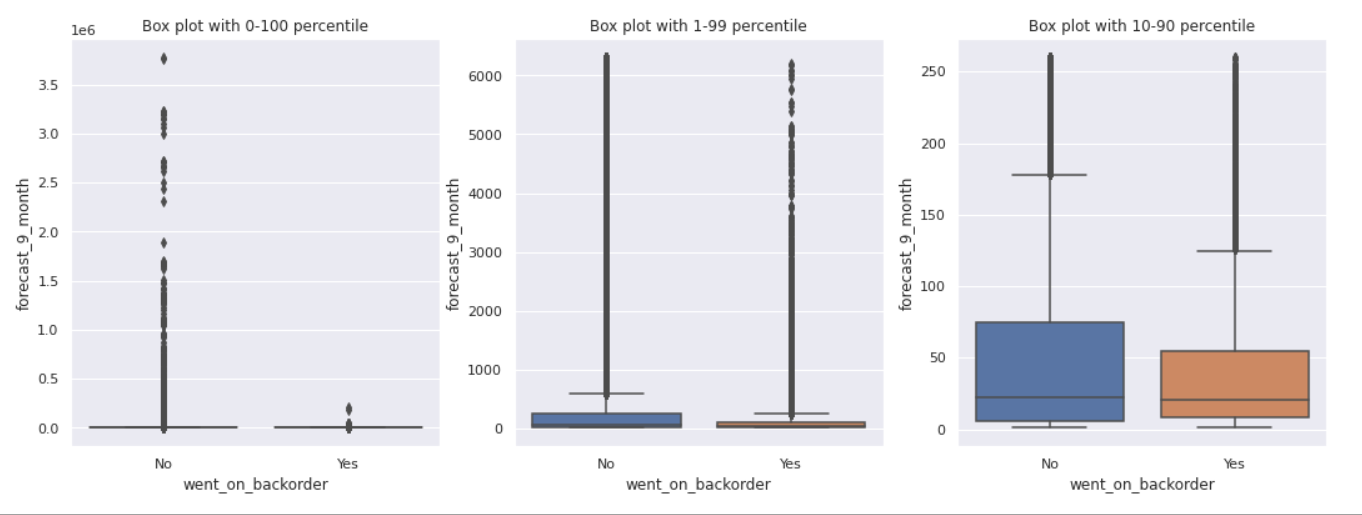 Box plot with 0-100 percentile
1e6
3.5
3.0
2.5
2.0
1.5
1.0
0.5
0.0
forecast_9_month
No Yes
went_on_backorder
Box plot with 1-99 percentile
6000
5000
4000
3000
2000
1000
0
forecast_9_month
No Yes
went_on_backorder
Box plot with 10-90 percentile
250
200
150
100
50
0
forecast_9_month
No Yes
went_on_backorder